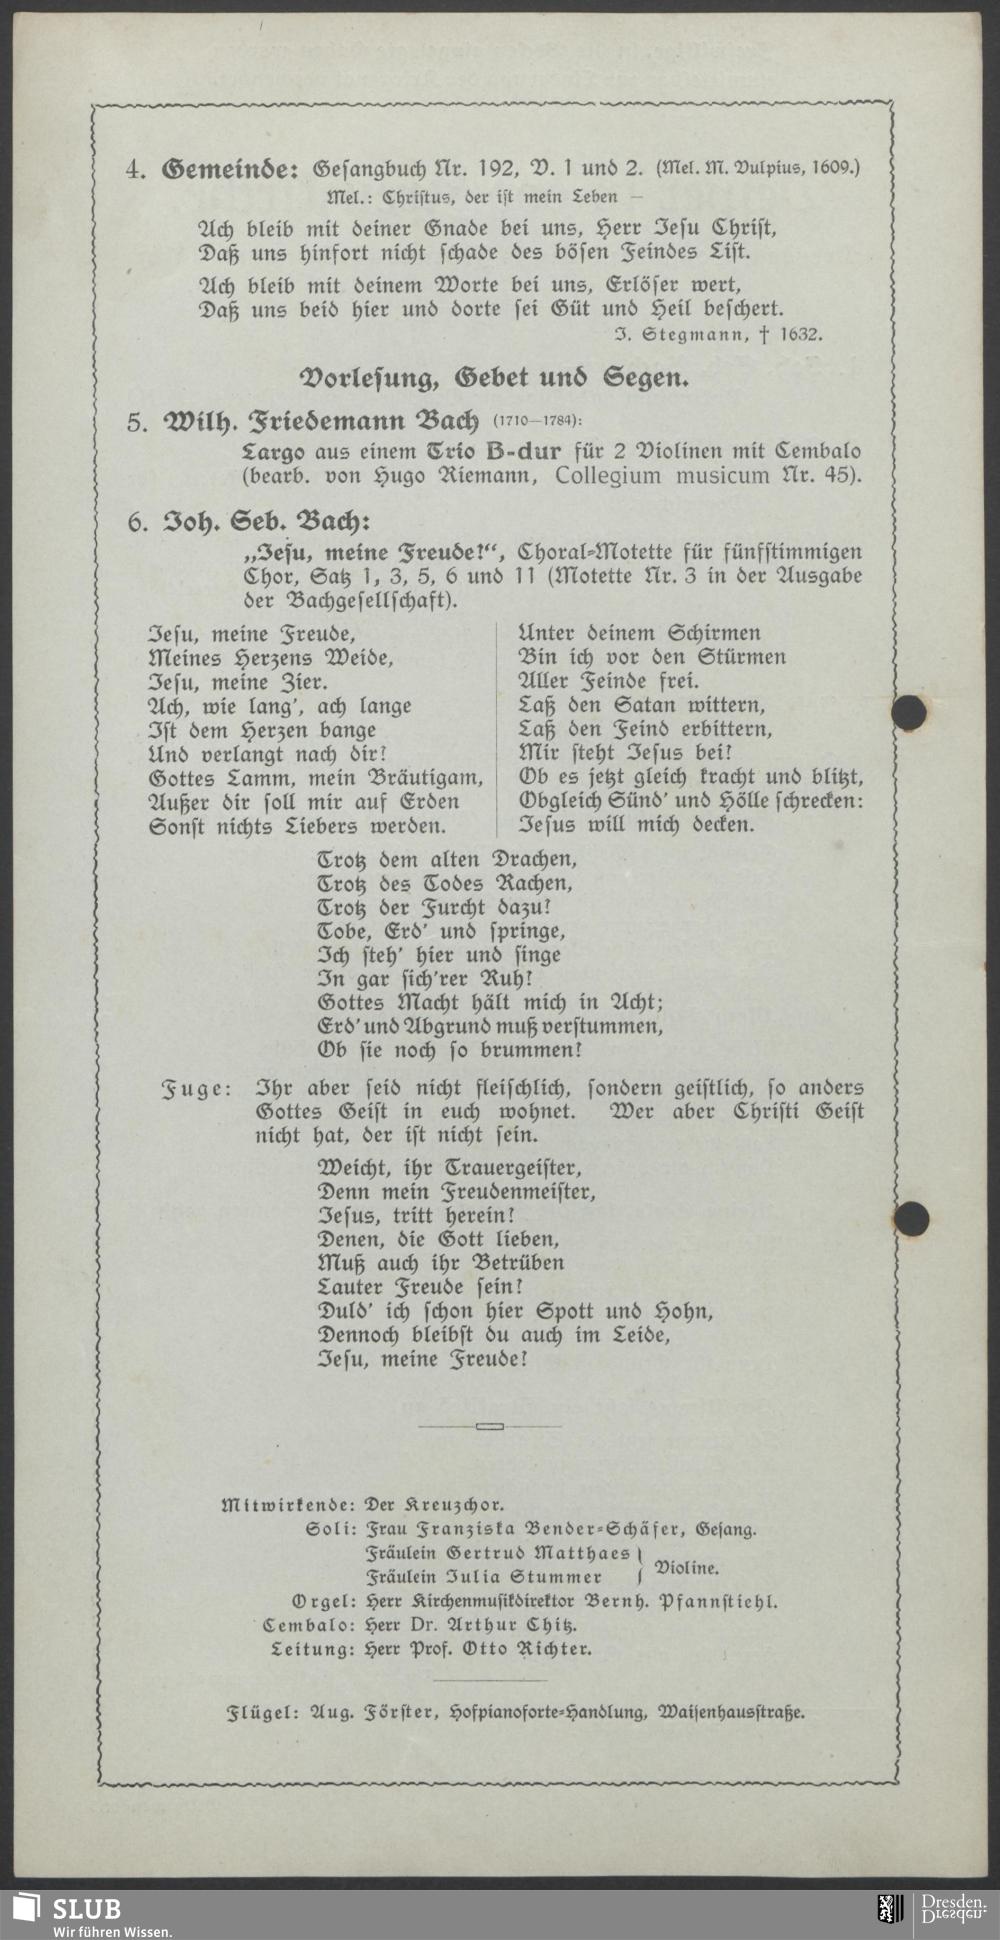 4. Gemeinde: Gesangbuch Nr. 192, V. 1 und 2. (Mel. M. Vulpius, 1609.)
Mel.: Christus, der ist mein Leben —
Ach bleib mit deiner Gnade bei uns, Herr Jesu Christ,
Daß uns hinfort nicht schade des bösen Feindes List.
Ach bleib mit deinem Worte bei uns, Erlöser wert,
Daß uns beid hier und dorte sei Güt und Heil beschert.
J. Stegmann, † 1632.
Vorlesung, Gebet und Segen.
5. Wilh. Friedemann Bach (1710—1784):
Largo aus einem Trio B-dur für 2 Violinen mit Cembalo
(bearb. von Hugo Riemann, Collegium musicum Nr. 45).
6. Joh. Seb. Bach:
„Jesu, meine Freude!“, Choral-Motette für fünfstimmigen
Chor, Satz 1, 3, 5, 6 und 11 (Motette Nr. 3 in der Ausgabe
der Bachgesellschaft).
Jesu, meine Freude,
Meines Herzens Weide,
Jesu, meine Zier.
Ach, wie lang', ach lange
Ist dem Herzen bange
Und verlangt nach dir!
Gottes Lamm, mein Bräutigam,
Außer dir soll mir auf Erden
Sonst nichts Liebers werden.
Unter deinem Schirmen
Bin ich vor den Stürmen
Aller Feinde frei.
Laß den Satan wittern,
Laß den Feind erbittern,
Mir steht Jesus bei!
Ob es jetzt gleich kracht und blitzt,
Obgleich Sünd' und Hölle schrecken:
Jesus will mich decken.
Trotz dem alten Drachen,
Trotz des Todes Rachen,
Trotz der Furcht dazu!
Tobe, Erd' und springe,
Ich steh' hier und singe
In gar sich'rer Ruh!
Gottes Macht hält mich in Acht;
Erd' und Abgrund muß verstummen,
Ob sie noch so brummen!
Fuge: Ihr aber seid nicht fleischlich, sondern geistlich, so anders
Gottes Geist in euch wohnet. Wer aber Christi Geist
nicht hat, der ist nicht sein.
Weicht, ihr Trauergeister,
Denn mein Freudenmeister,
Jesus, tritt herein!
Denen, die Gott lieben,
Muß auch ihr Betrüben
Lauter Freude sein!
Duld' ich schon hier Spott und Hohn,
Dennoch bleibst du auch im Leide,
Jesu, meine Freude!
Mitwirkende: Der Kreuzchor.
Soli: Frau Franziska Bender-Schäfer, Gesang.
Fräulein Gertrud Matthaes
Fräulein Julia Stummer
Violine.
Orgel: Herr Kirchenmusikdirektor Bernh. Pfannstiehl.
Cembalo: Herr Dr. Arthur Chitz.
Leitung: Herr Prof. Otto Richter.
Flügel: Aug. Förster, Hofpianoforte-Handlung, Waisenhausstraße.
SLUB
Wir führen Wissen.
Dresden.
Dresden.